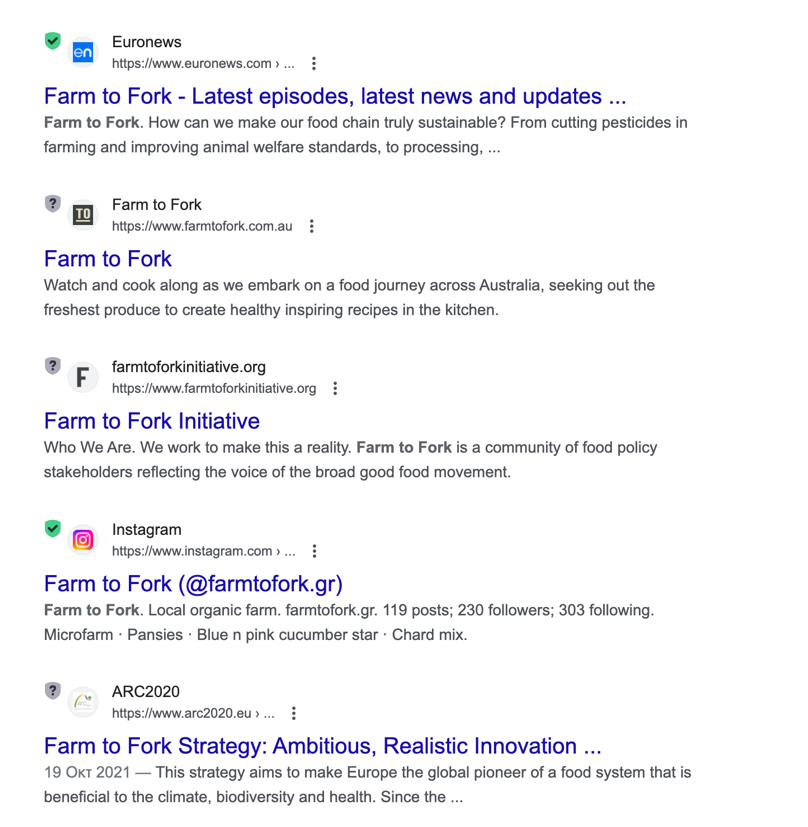 Euronews
https://www.euronews.com › ...
Farm to Fork - Latest episodes, latest news and updates ...
Farm to Fork. How can we make our food chain truly sustainable? From cutting pesticides in
farming and improving animal welfare standards, to processing, ...
Farm to Fork
https://www.farmtofork.com.au
Farm to Fork
Watch and cook along as we embark on a food journey across Australia, seeking out the
freshest produce to create healthy inspiring recipes in the kitchen.
farmtoforkinitiative.org
https://www.farmtoforkinitiative.org
Farm to Fork Initiative
Who We Are. We work to make this a reality. Farm to Fork is a community of food policy
stakeholders reflecting the voice of the broad good food movement.
Instagram
https://www.instagram.com › ...
Farm to Fork (@farmtofork.gr)
Farm to Fork. Local organic farm. farmtofork.gr. 119 posts; 230 followers; 303 following.
Microfarm · Pansies · Blue n pink cucumber star · Chard mix.
ARC2020
https://www.arc2020.eu › ...
Farm to Fork Strategy: Ambitious, Realistic Innovation ...
19 Οκτ 2021 — This strategy aims to make Europe the global pioneer of a food system that is
beneficial to the climate, biodiversity and health. Since the ...